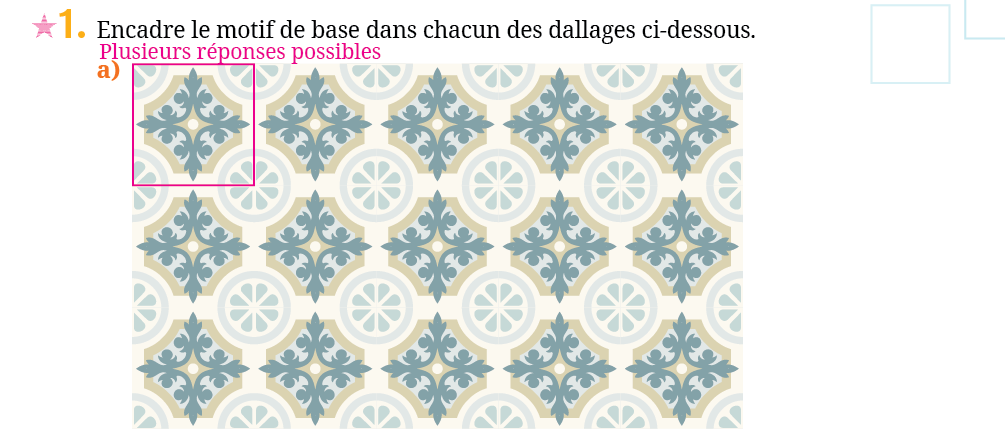 1. Encadre le motif de base dans chacun des dallages ci-dessous.
Plusieurs réponses possibles
a)